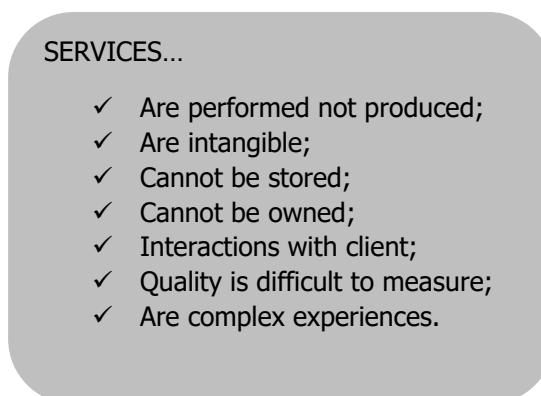 SERVICES…
✓ Are performed not produced;
✓ Are intangible;
✓ Cannot be stored;
✓ Cannot be owned;
✓ Interactions with client;
✓ Quality is difficult to measure;
✓ Are complex experiences.